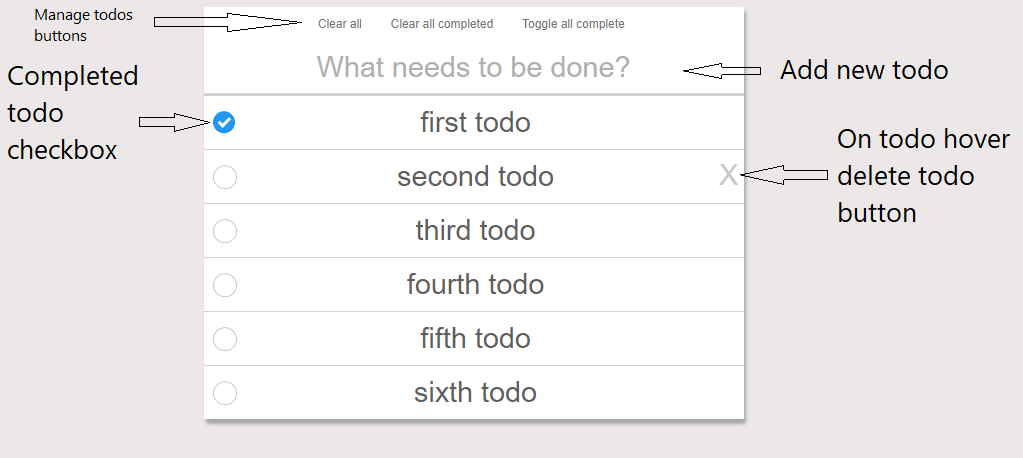 Manage todos
buttons
Clear all
Clear all completed
Toggle all complete
What needs to be done?
Add new todo
Completed
todo
checkbox
first todo
On todo hover
delete todo
button
second todo
X
third todo
fourth todo
fifth todo
sixth todo